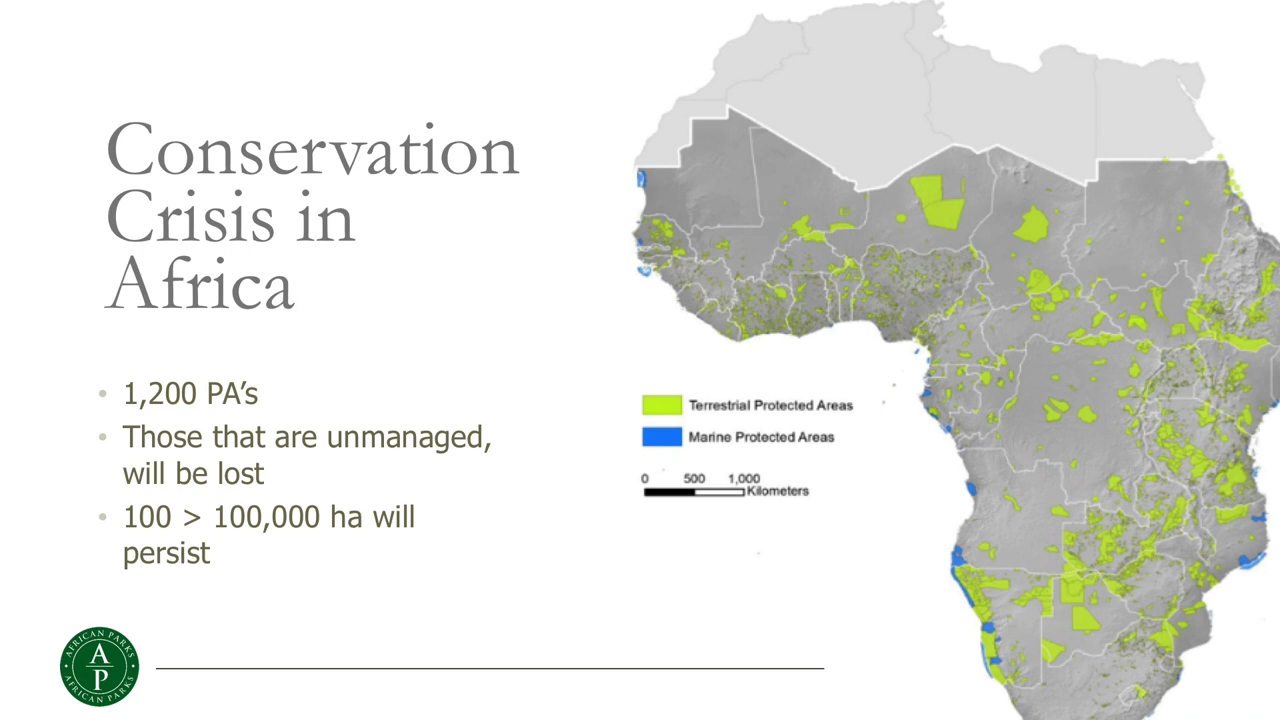 Conservation
Crisis in
Africa
• 1,200 PA’s
• Those that are unmanaged,
will be lost
• 100 > 100,000 ha will
persist
Terrestrial Protected Areas
Marine Protected Areas
0 500 1,000
Kilometers
AFRICAN PARKS
A
P
AFRICAN PARKS